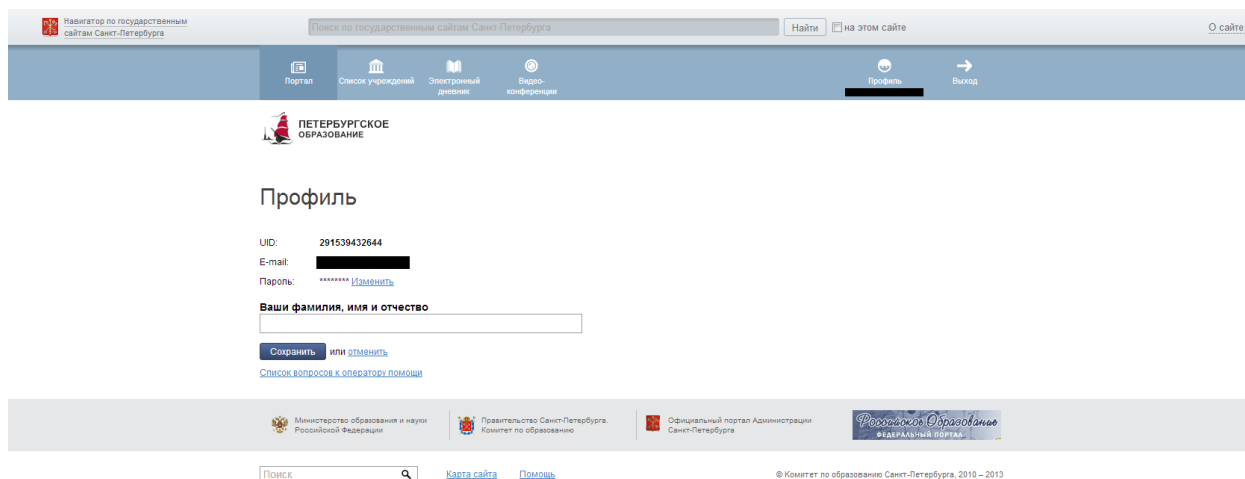 Навигатор по государственным
сайтам Санкт-Петербурга
Поиск по государственным сайтам Санкт-Петербурга
Найти
на этом сайте
О сайте
Портал
Список учреждений
Электронный
дневник
Видео-
конференции
Профиль
Выход
ПЕТЕРБУРГСКОЕ
ОБРАЗОВАНИЕ
Профиль
UID: 291539432644
E-mail:
Пароль: ******** Изменить
Ваши фамилия, имя и отчество
Сохранить или отменить
Список вопросов к оператору помощи
Министерство образования и науки
Российской Федерации
Правительство Санкт-Петербурга.
Комитет по образованию
Официальный портал Администрации
Санкт-Петербурга
Российское Образование
ФЕДЕРАЛЬНЫЙ ПОРТАЛ
Поиск
Карта сайта
Помощь
© Комитет по образованию Санкт-Петербурга, 2010 – 2013